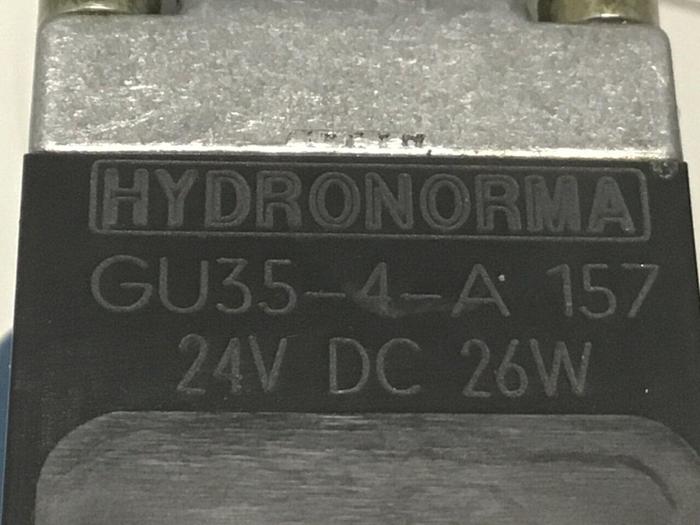 HYDRONORMA
GU35-4-A 157
24V DC 26W